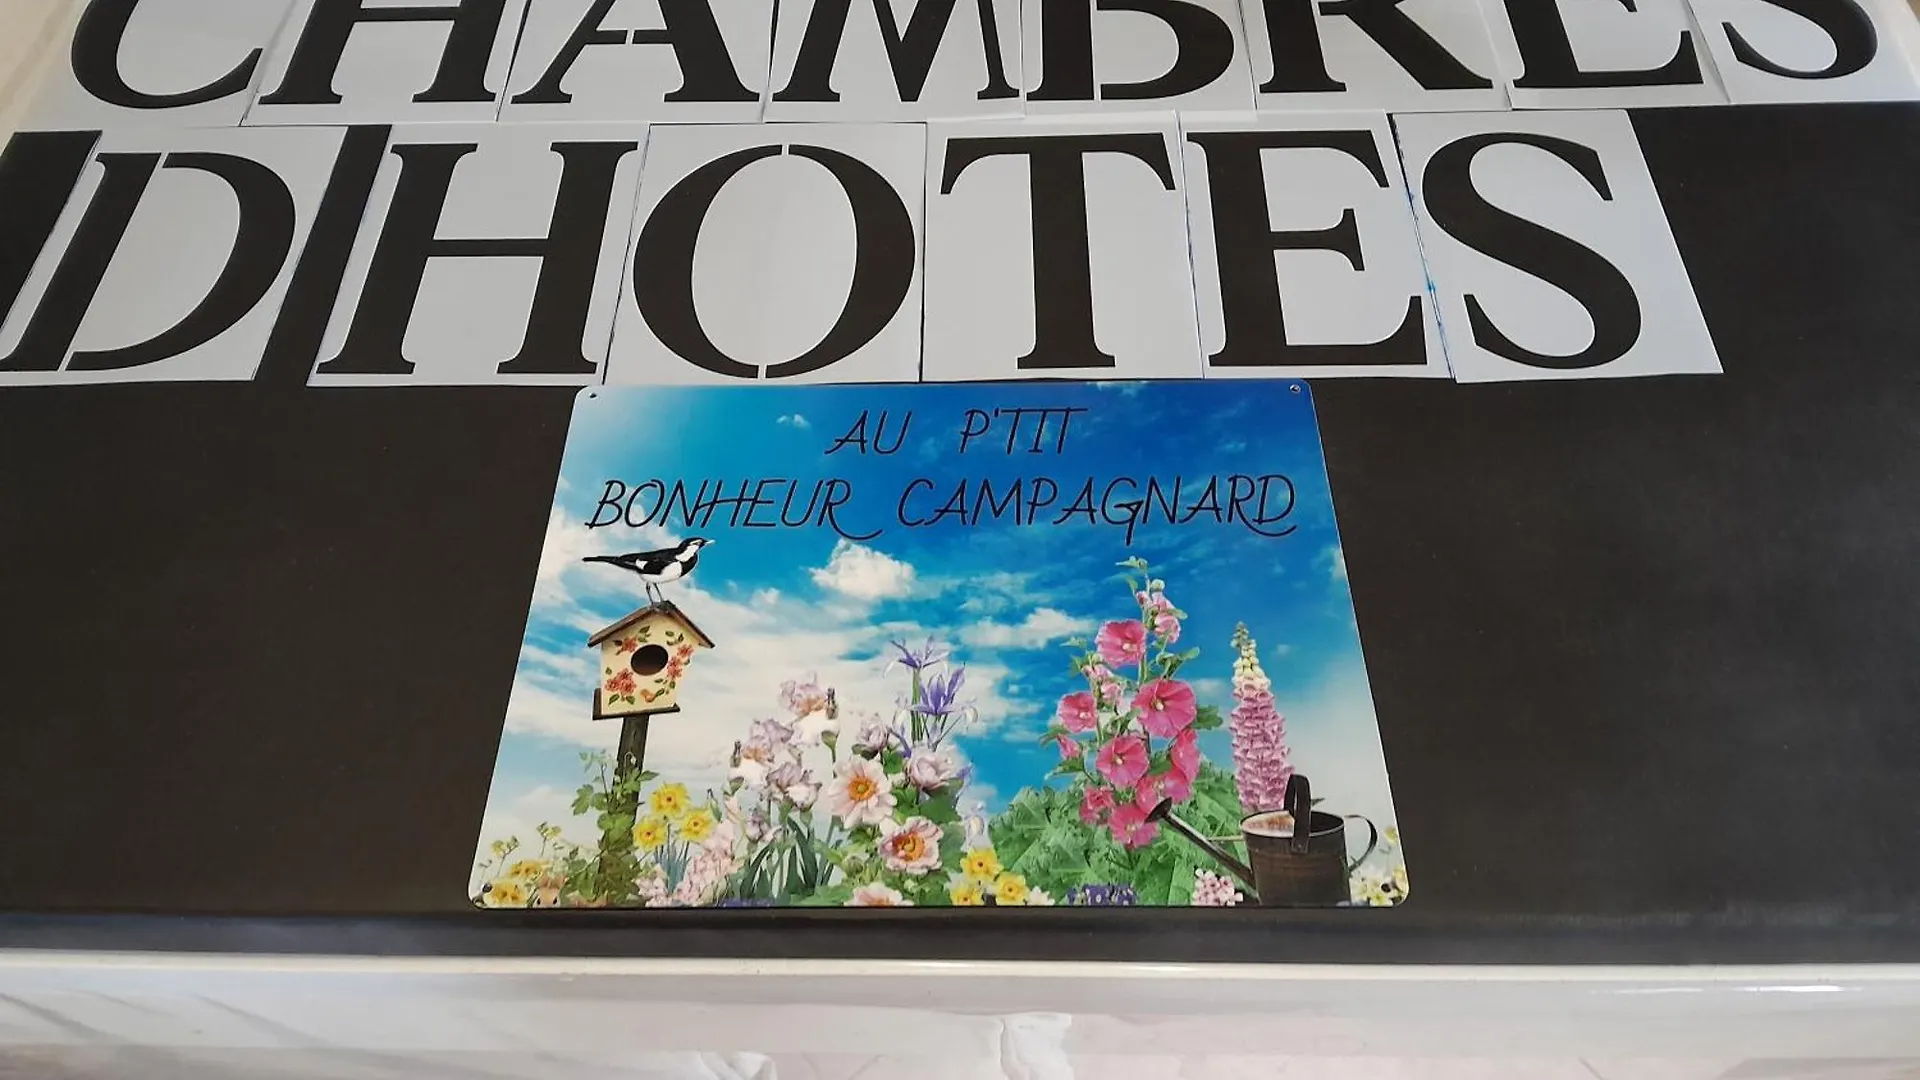 CHAMBRES
DHOTES
AU P'TIT
BONHEUR CAMPAGNARD